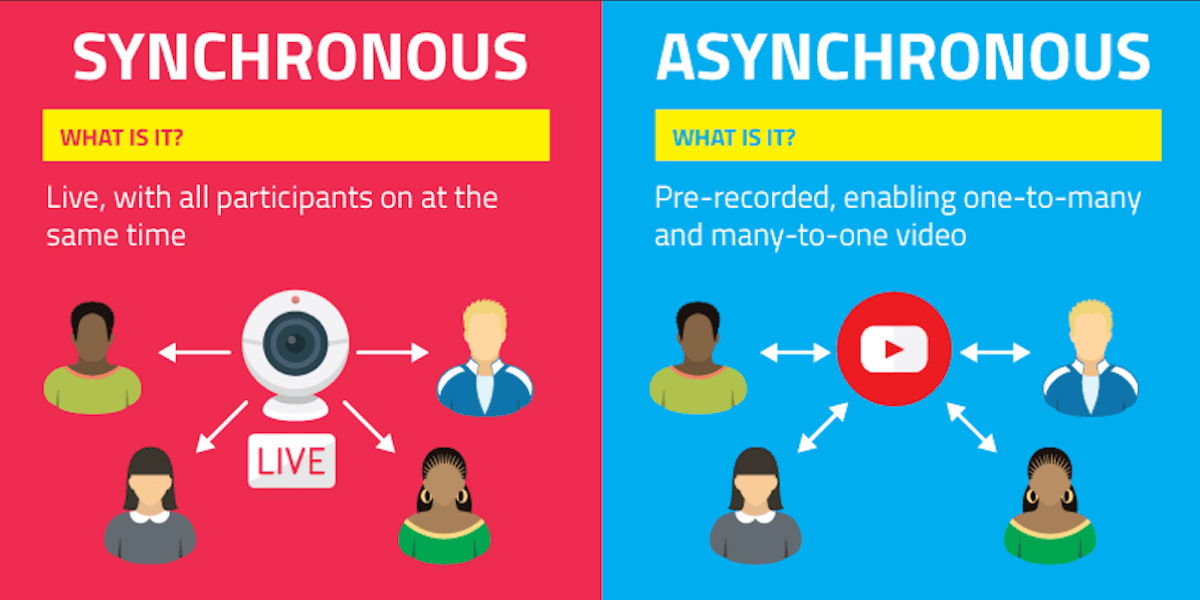 SYNCHRONOUS
WHAT IS IT?
Live, with all participants on at the
same time
LIVE
ASYNCHRONOUS
WHAT IS IT?
Pre-recorded, enabling one-to-many
and many-to-one video